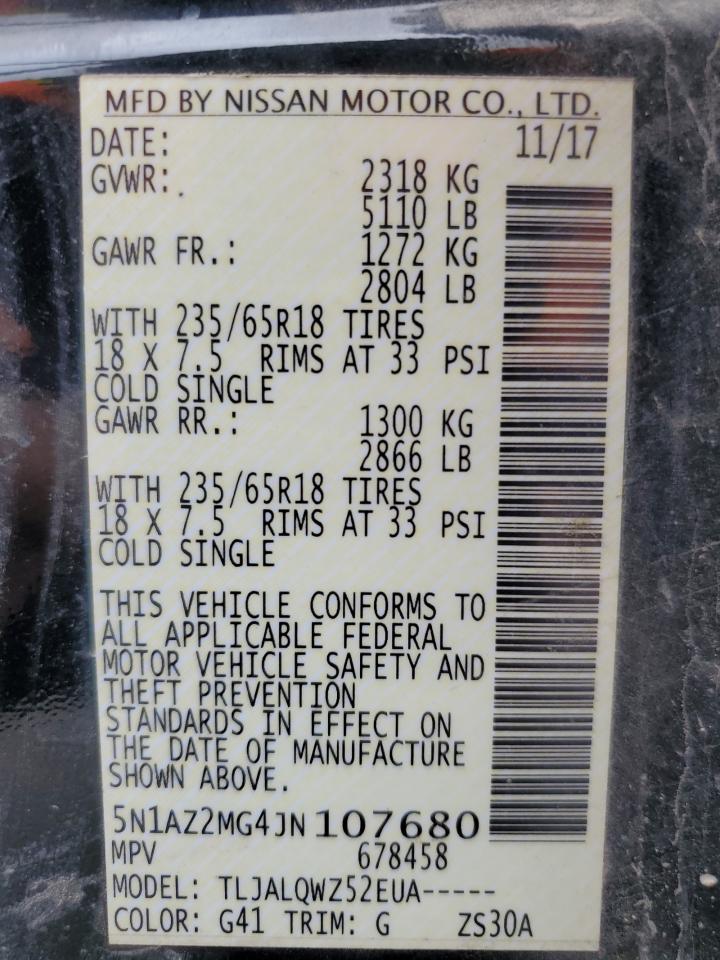 MFD BY NISSAN MOTOR CO., LTD.
DATE: 11/17
GVWR: 2318 KG
5110 LB
GAWR FR.: 1272 KG
2804 LB
WITH 235/65R18 TIRES
18 X 7.5 RIMS AT 33 PSI
COLD SINGLE
GAWR RR.: 1300 KG
2866 LB
WITH 235/65R18 TIRES
18 X 7.5 RIMS AT 33 PSI
COLD SINGLE
THIS VEHICLE CONFORMS TO
ALL APPLICABLE FEDERAL
MOTOR VEHICLE SAFETY AND
THEFT PREVENTION
STANDARDS IN EFFECT ON
THE DATE OF MANUFACTURE
SHOWN ABOVE.
5N1AZ2MG4JN107680
MPV 678458
MODEL: TLJALQWZ52EUA-----
COLOR: G41 TRIM: G ZS30A